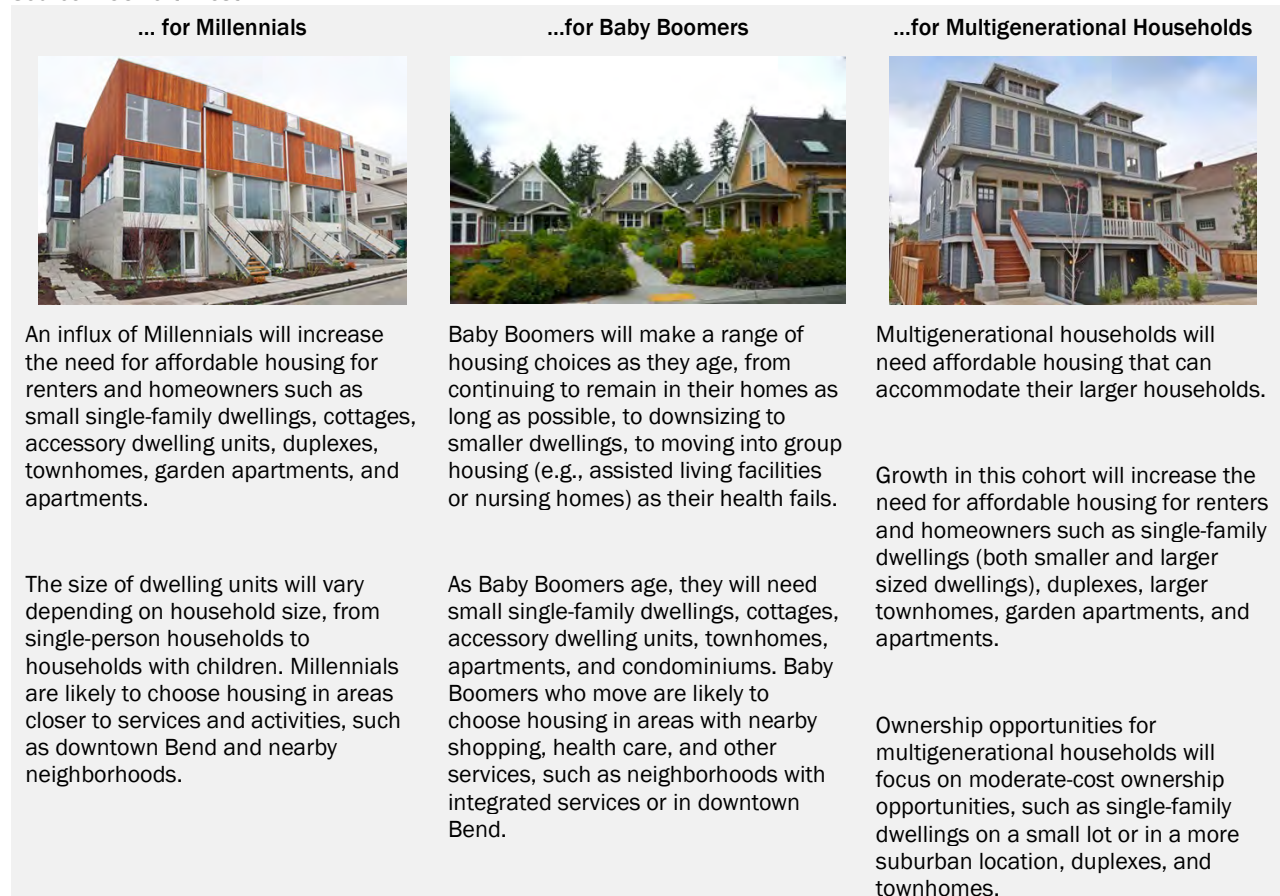 ... for Millennials
An influx of Millennials will increase
the need for affordable housing for
renters and homeowners such as
small single-family dwellings, cottages,
accessory dwelling units, duplexes,
townhomes, garden apartments, and
apartments.
The size of dwelling units will vary
depending on household size, from
single-person households to
households with children. Millennials
are likely to choose housing in areas
closer to services and activities, such
as downtown Bend and nearby
neighborhoods.
...for Baby Boomers
Baby Boomers will make a range of
housing choices as they age, from
continuing to remain in their homes as
long as possible, to downsizing to
smaller dwellings, to moving into group
housing (e.g., assisted living facilities
or nursing homes) as their health fails.
As Baby Boomers age, they will need
small single-family dwellings, cottages,
accessory dwelling units, townhomes,
apartments, and condominiums. Baby
Boomers who move are likely to
choose housing in areas with nearby
shopping, health care, and other
services, such as neighborhoods with
integrated services or in downtown
Bend.
...for Multigenerational Households
Multigenerational households will
need affordable housing that can
accommodate their larger households.
Growth in this cohort will increase the
need for affordable housing for renters
and homeowners such as single-family
dwellings (both smaller and larger
sized dwellings), duplexes, larger
townhomes, garden apartments, and
apartments.
Ownership opportunities for
multigenerational households will
focus on moderate-cost ownership
opportunities, such as single-family
dwellings on a small lot or in a more
suburban location, duplexes, and
townhomes.